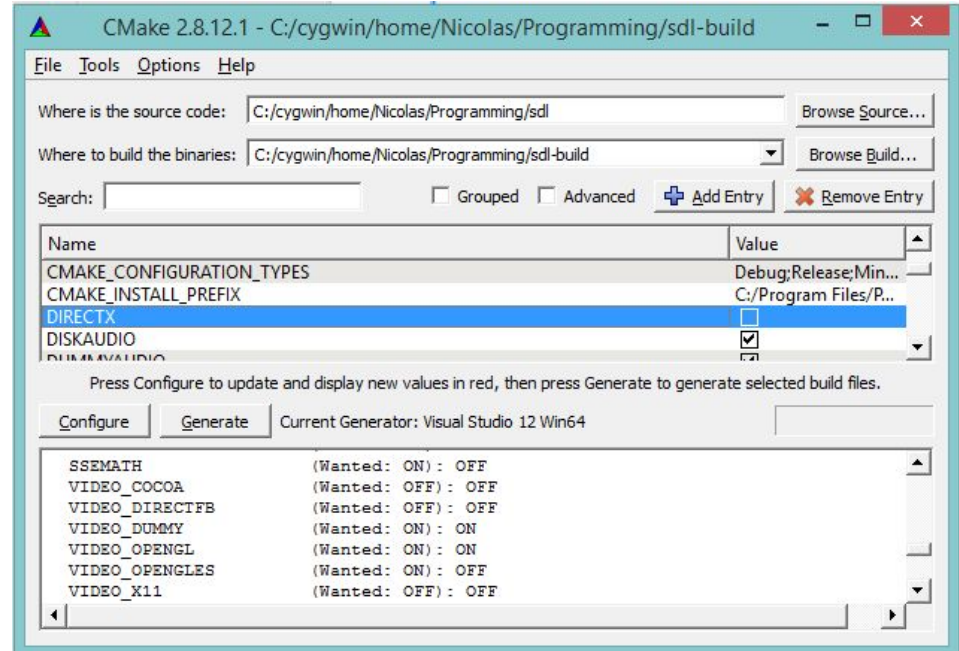 CMake 2.8.12.1 - C:/cygwin/home/Nicolas/Programming/sdl-build
File Tools Options Help
Where is the source code: C:/cygwin/home/Nicolas/Programming/sdl Browse Source...
Where to build the binaries: C:/cygwin/home/Nicolas/Programming/sdl-build Browse Build...
Search: Grouped Advanced Add Entry Remove Entry
Name Value
CMAKE_CONFIGURATION_TYPES Debug;Release;Min...
CMAKE_INSTALL_PREFIX C:/Program Files/P...
DIRECTX
DISKAUDIO
DUMMYAUDIO
Press Configure to update and display new values in red, then press Generate to generate selected build files.
Configure Generate Current Generator: Visual Studio 12 Win64
SSEMATH (Wanted: ON): OFF
VIDEO_COCOA (Wanted: OFF): OFF
VIDEO_DIRECTFB (Wanted: OFF): OFF
VIDEO_DUMMY (Wanted: ON): ON
VIDEO_OPENGL (Wanted: ON): ON
VIDEO_OPENGLES (Wanted: ON): OFF
VIDEO_X11 (Wanted: OFF): OFF